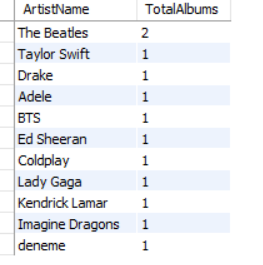 ArtistName TotalAlbums
The Beatles 2
Taylor Swift 1
Drake 1
Adele 1
BTS 1
Ed Sheeran 1
Coldplay 1
Lady Gaga 1
Kendrick Lamar 1
Imagine Dragons 1
deneme 1